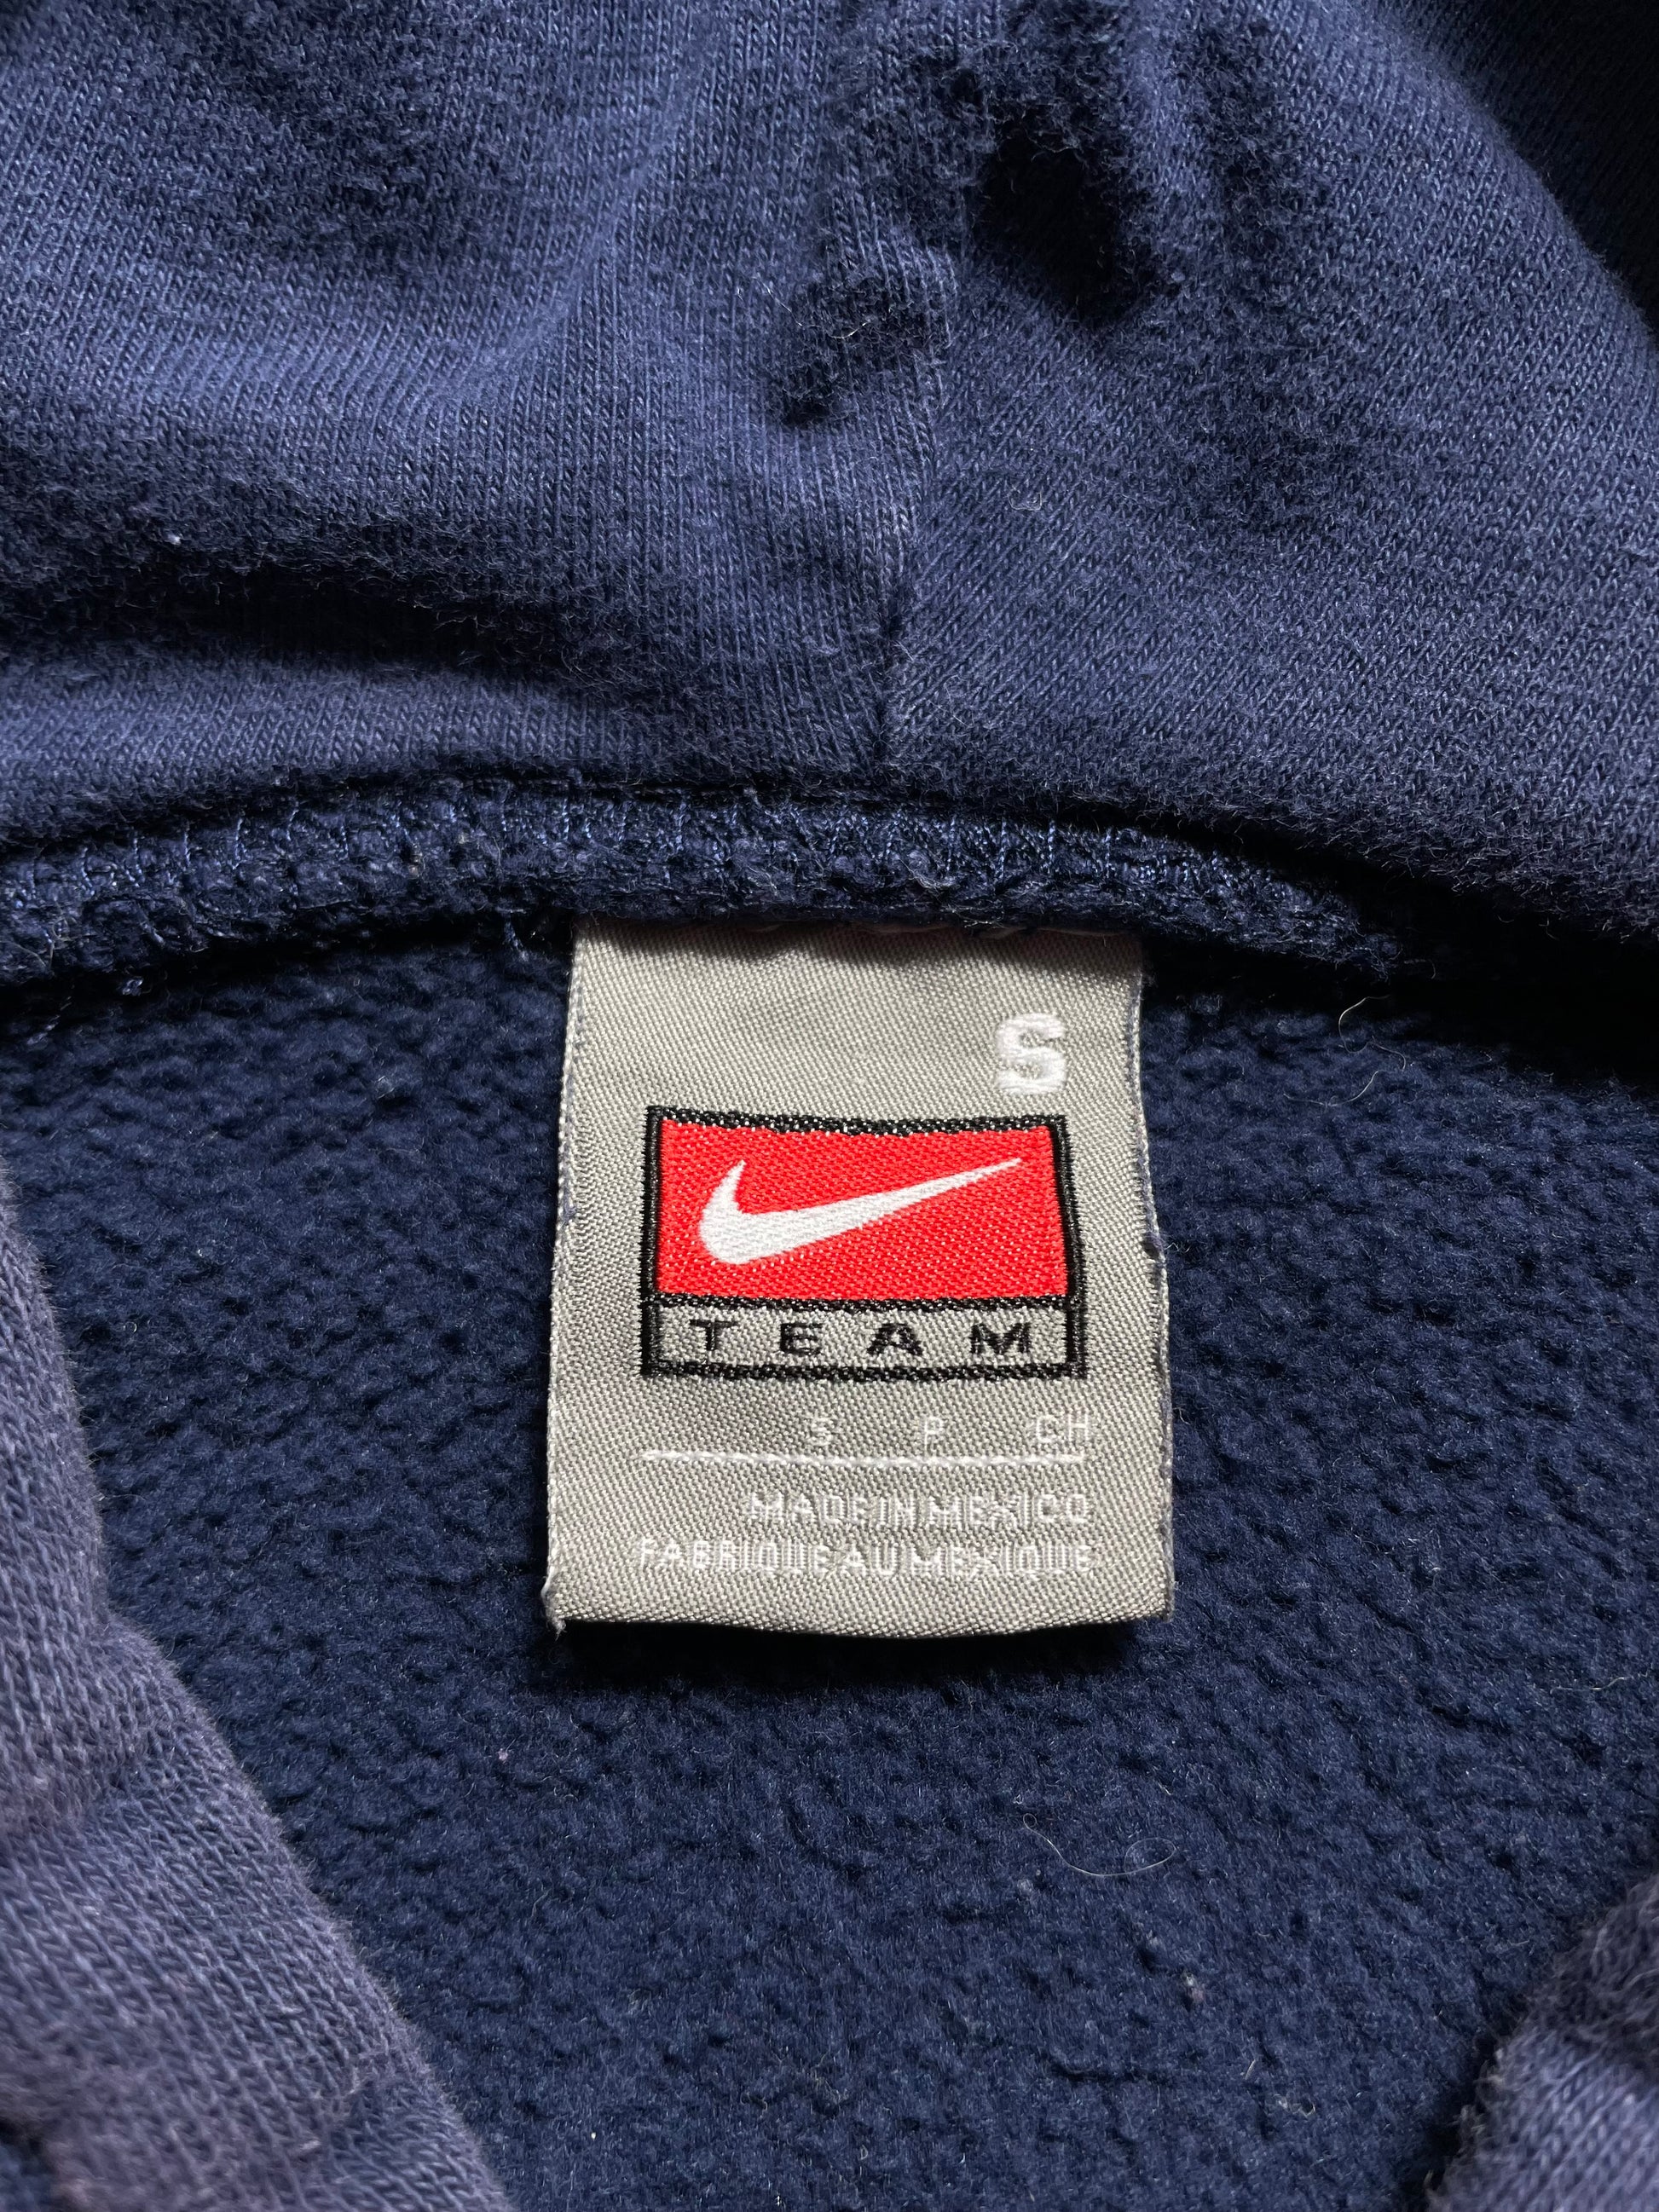 S
TEAM
S P CH
MADE IN MEXICO
FABRIQUE AU MEXIQUE